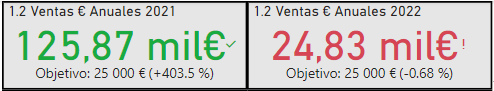 1.2 Ventas € Anuales 2021
125,87 mil€✓
Objetivo: 25 000 € (+403.5 %)
1.2 Ventas € Anuales 2022
24,83 mil€!
Objetivo: 25 000 € (-0.68 %)